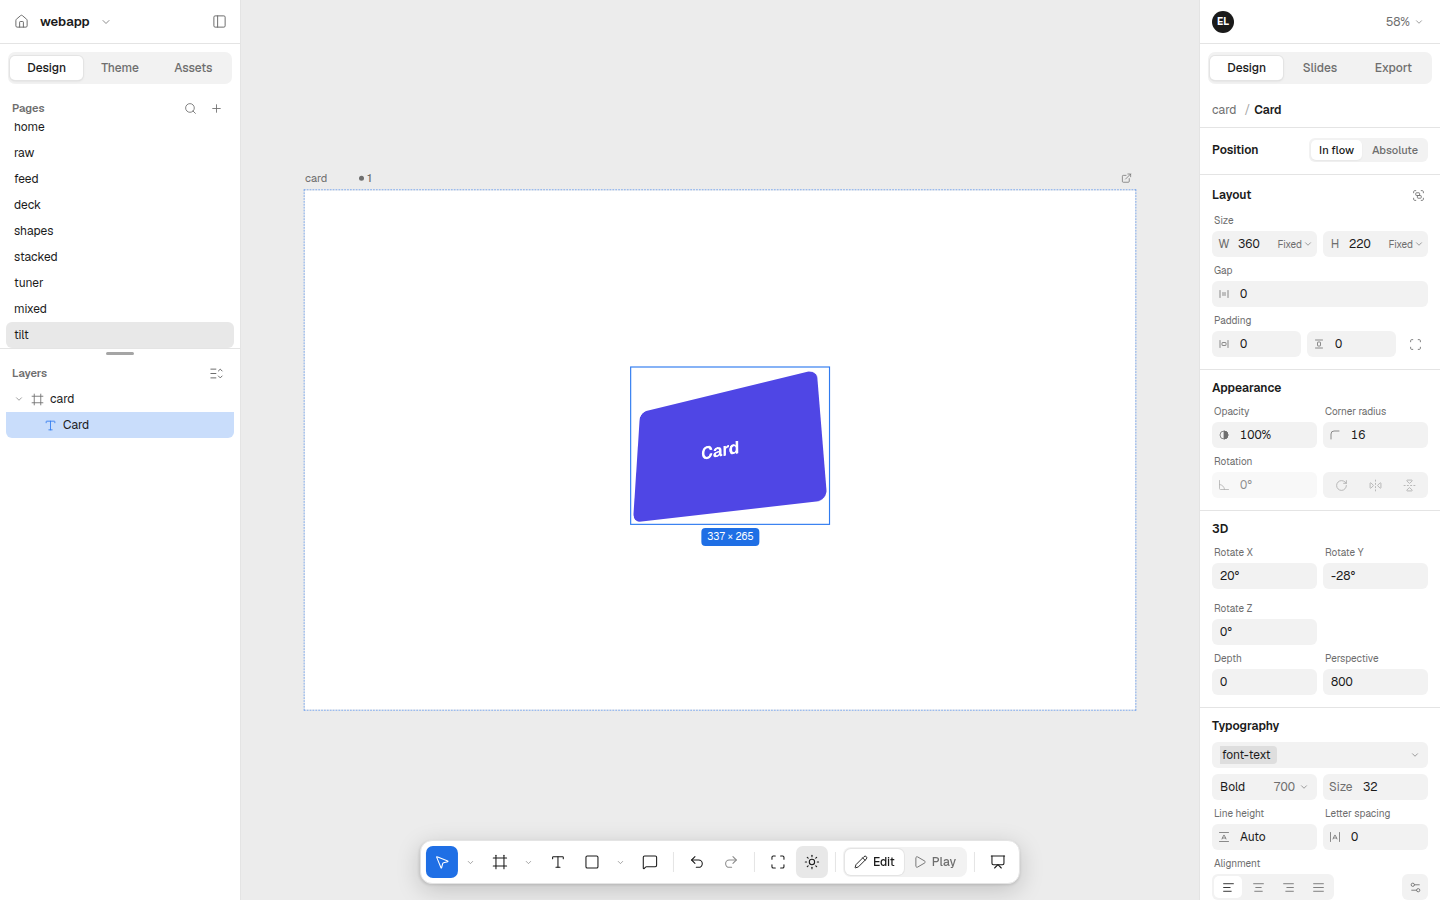 webapp
Design Theme Assets
Pages
home
raw
feed
deck
shapes
stacked
tuner
mixed
tilt
Layers
card
Card
card 1
Card
337 × 265
Edit Play
EL 58%
Design Slides Export
card / Card
Position In flow Absolute
Layout
Size
W 360 Fixed H 220 Fixed
Gap
0
Padding
0 0
Appearance
Opacity Corner radius
100% 16
Rotation
0°
3D
Rotate X Rotate Y
20° -28°
Rotate Z
0°
Depth Perspective
0 800
Typography
font-text
Bold 700 Size 32
Line height Letter spacing
Auto 0
Alignment